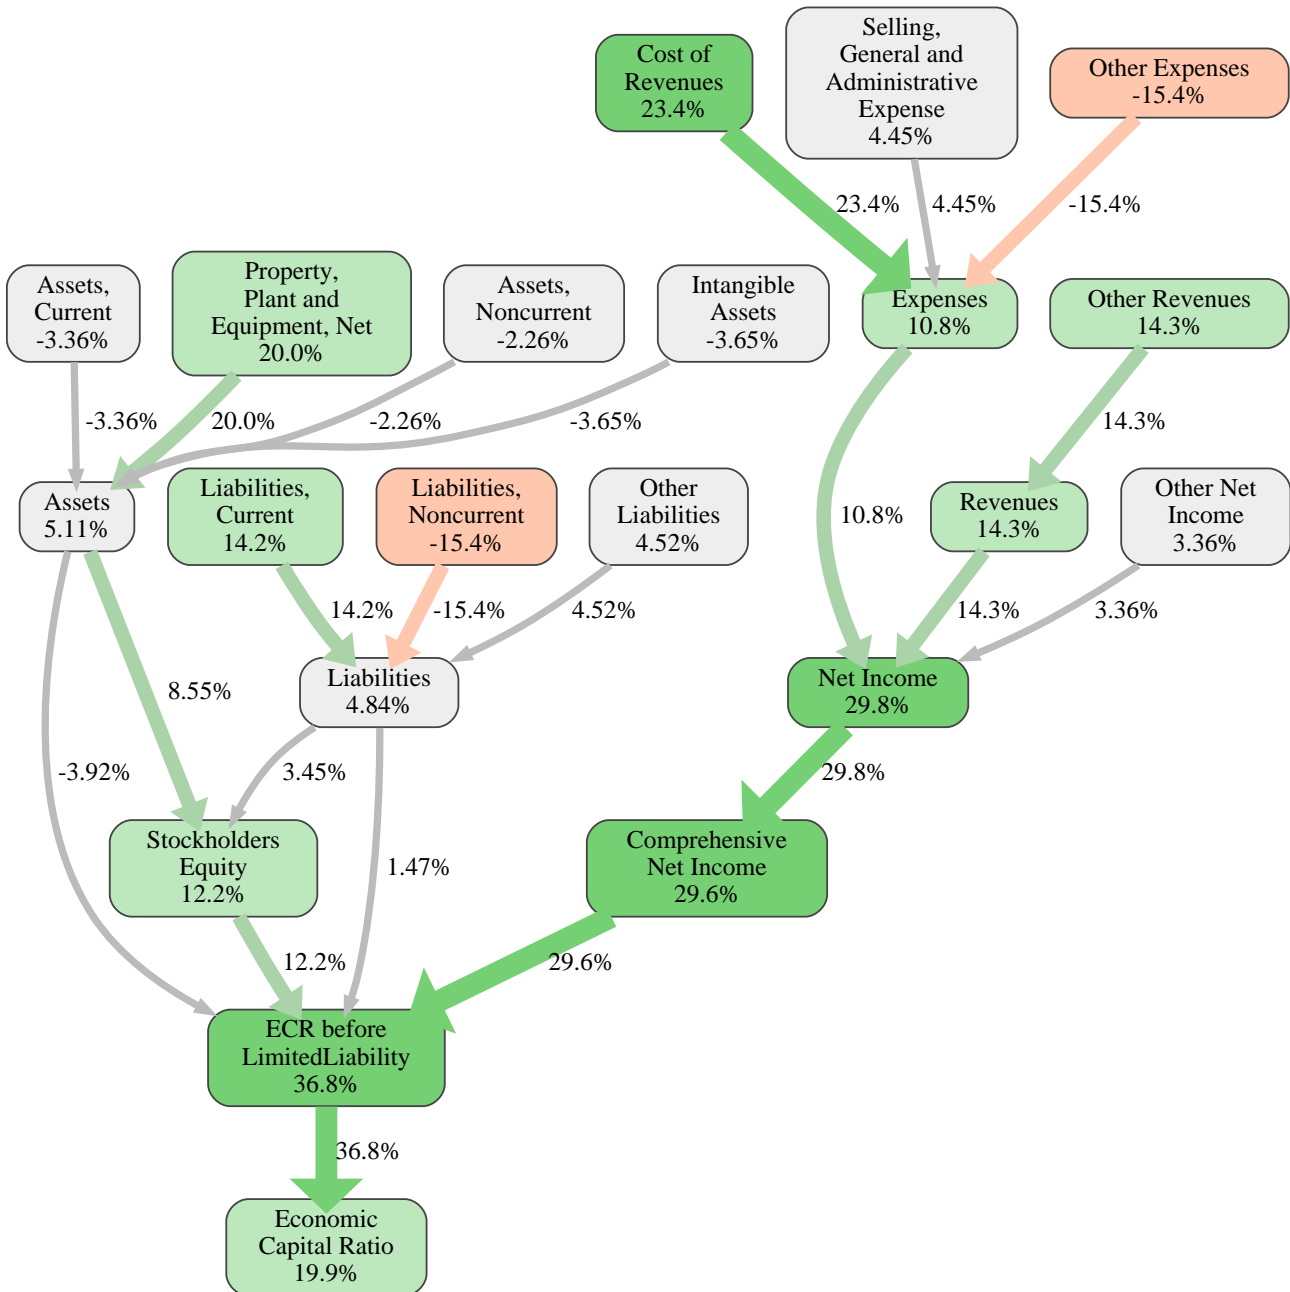 Cost of
Revenues
23.4%
Selling,
General and
Administrative
Expense
4.45%
Other Expenses
-15.4%
23.4%
4.45%
-15.4%
Assets,
Current
-3.36%
Property,
Plant and
Equipment, Net
20.0%
Assets,
Noncurrent
-2.26%
Intangible
Assets
-3.65%
Expenses
10.8%
Other Revenues
14.3%
-3.36%
20.0%
-2.26%
-3.65%
14.3%
Assets
5.11%
Liabilities,
Current
14.2%
Liabilities,
Noncurrent
-15.4%
Other
Liabilities
4.52%
10.8%
Revenues
14.3%
Other Net
Income
3.36%
14.2%
-15.4%
4.52%
14.3%
3.36%
8.55%
Liabilities
4.84%
Net Income
29.8%
-3.92%
3.45%
29.8%
Stockholders
Equity
12.2%
1.47%
Comprehensive
Net Income
29.6%
12.2%
29.6%
ECR before
LimitedLiability
36.8%
36.8%
Economic
Capital Ratio
19.9%